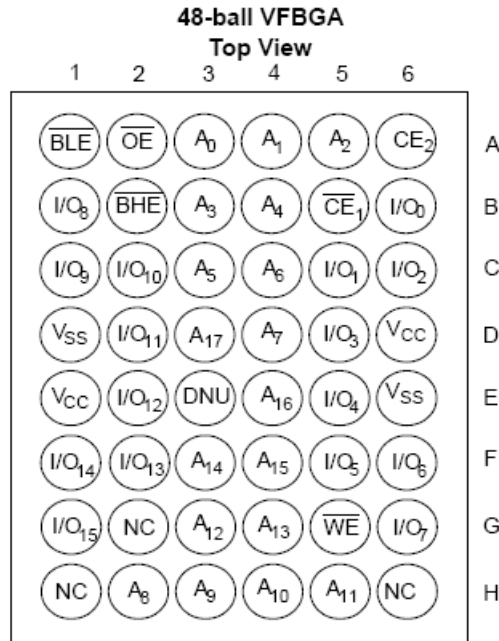 48-ball VFBGA
Top View
1 2 3 4 5 6
BLE OE A0 A1 A2 CE2 A
I/O8 BHE A3 A4 CE1 I/O0 B
I/O9 I/O10 A5 A6 I/O1 I/O2 C
VSS I/O11 A17 A7 I/O3 VCC D
VCC I/O12 DNU A16 I/O4 VSS E
I/O14 I/O13 A14 A15 I/O5 I/O6 F
I/O15 NC A12 A13 WE I/O7 G
NC A8 A9 A10 A11 NC H